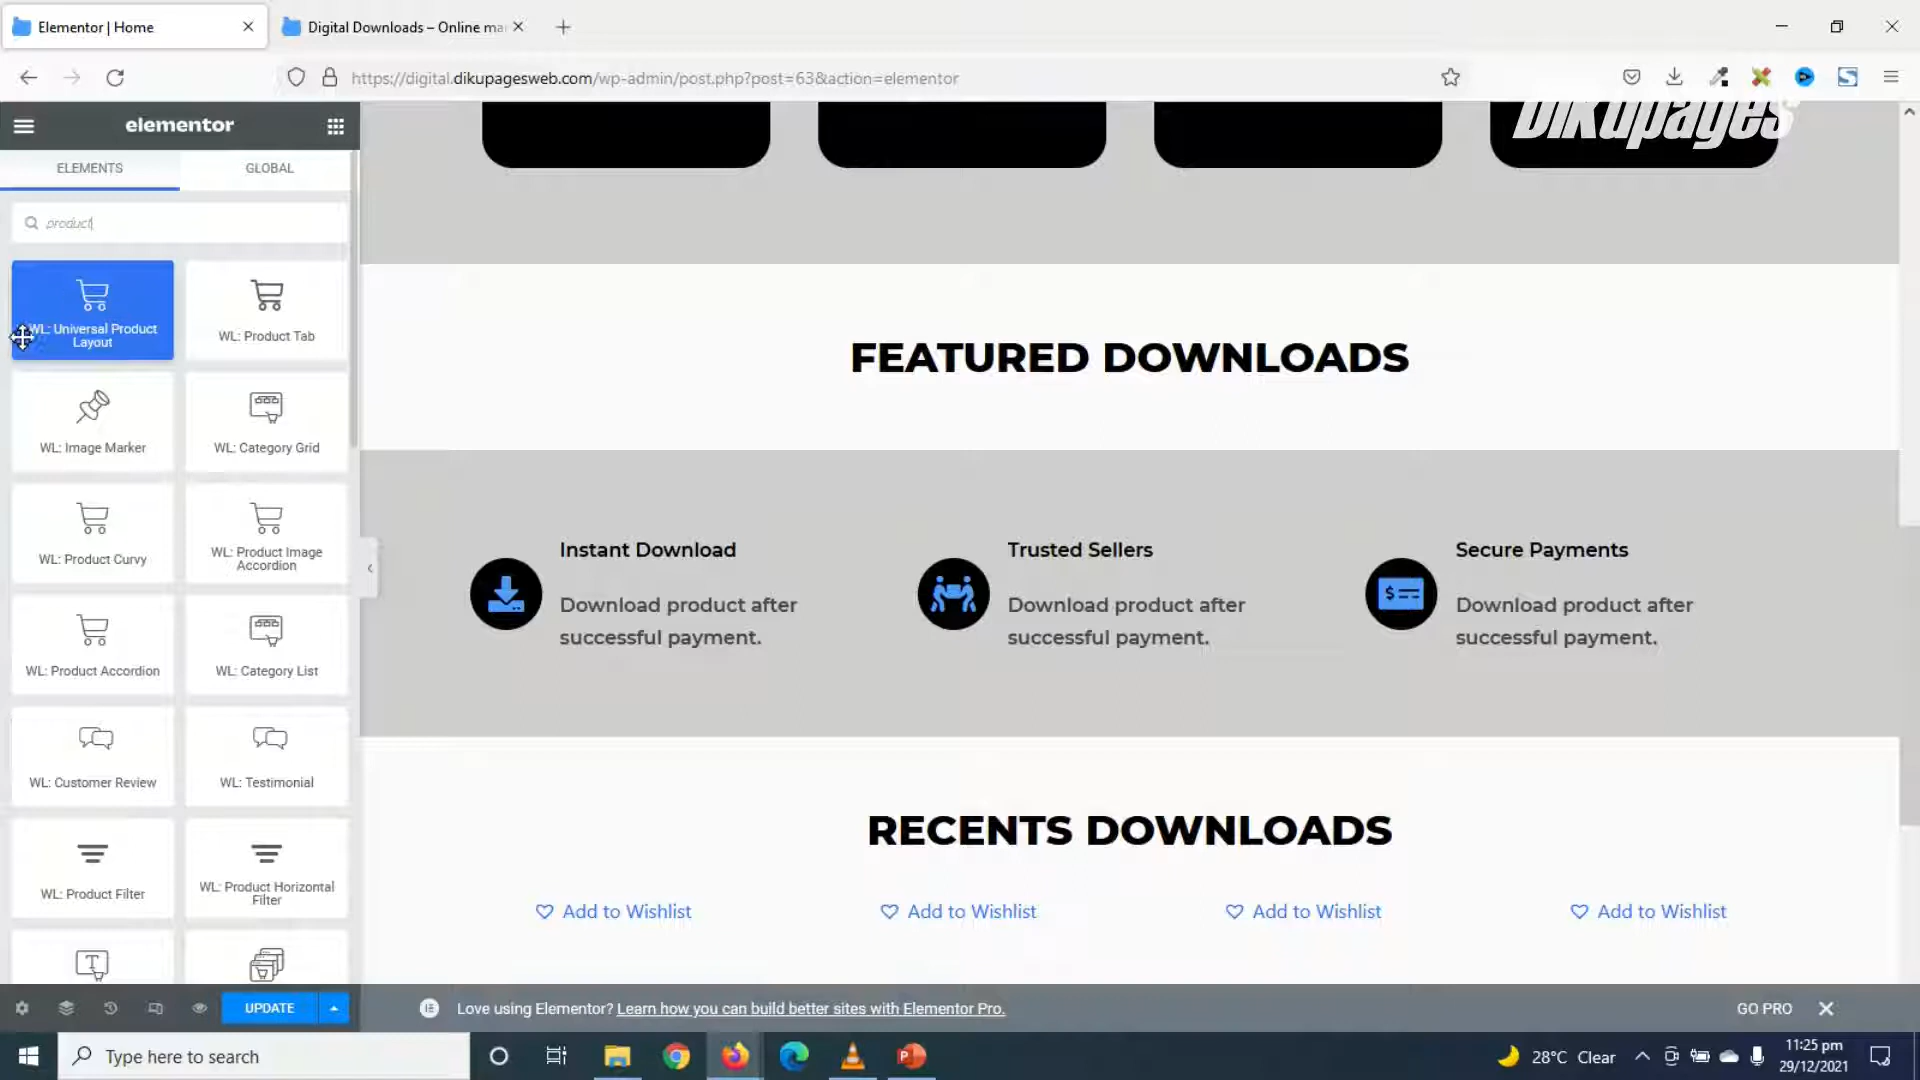 Elementor | Home
Digital Downloads – Online ma
https://digital.dikupagesweb.com/wp-admin/post.php?post=63&action=elementor
elementor
Dikupages
ELEMENTS
GLOBAL
product
WL: Universal Product
Layout
WL: Product Tab
WL: Image Marker
WL: Category Grid
WL: Product Curvy
WL: Product Image
Accordion
WL: Product Accordion
WL: Category List
WL: Customer Review
WL: Testimonial
WL: Product Filter
WL: Product Horizontal
Filter
FEATURED DOWNLOADS
Instant Download
Download product after
successful payment.
Trusted Sellers
Download product after
successful payment.
Secure Payments
Download product after
successful payment.
RECENTS DOWNLOADS
Add to Wishlist
Add to Wishlist
Add to Wishlist
Add to Wishlist
UPDATE
Love using Elementor? Learn how you can build better sites with Elementor Pro.
GO PRO
Type here to search
28°C Clear
11:25 pm
29/12/2021